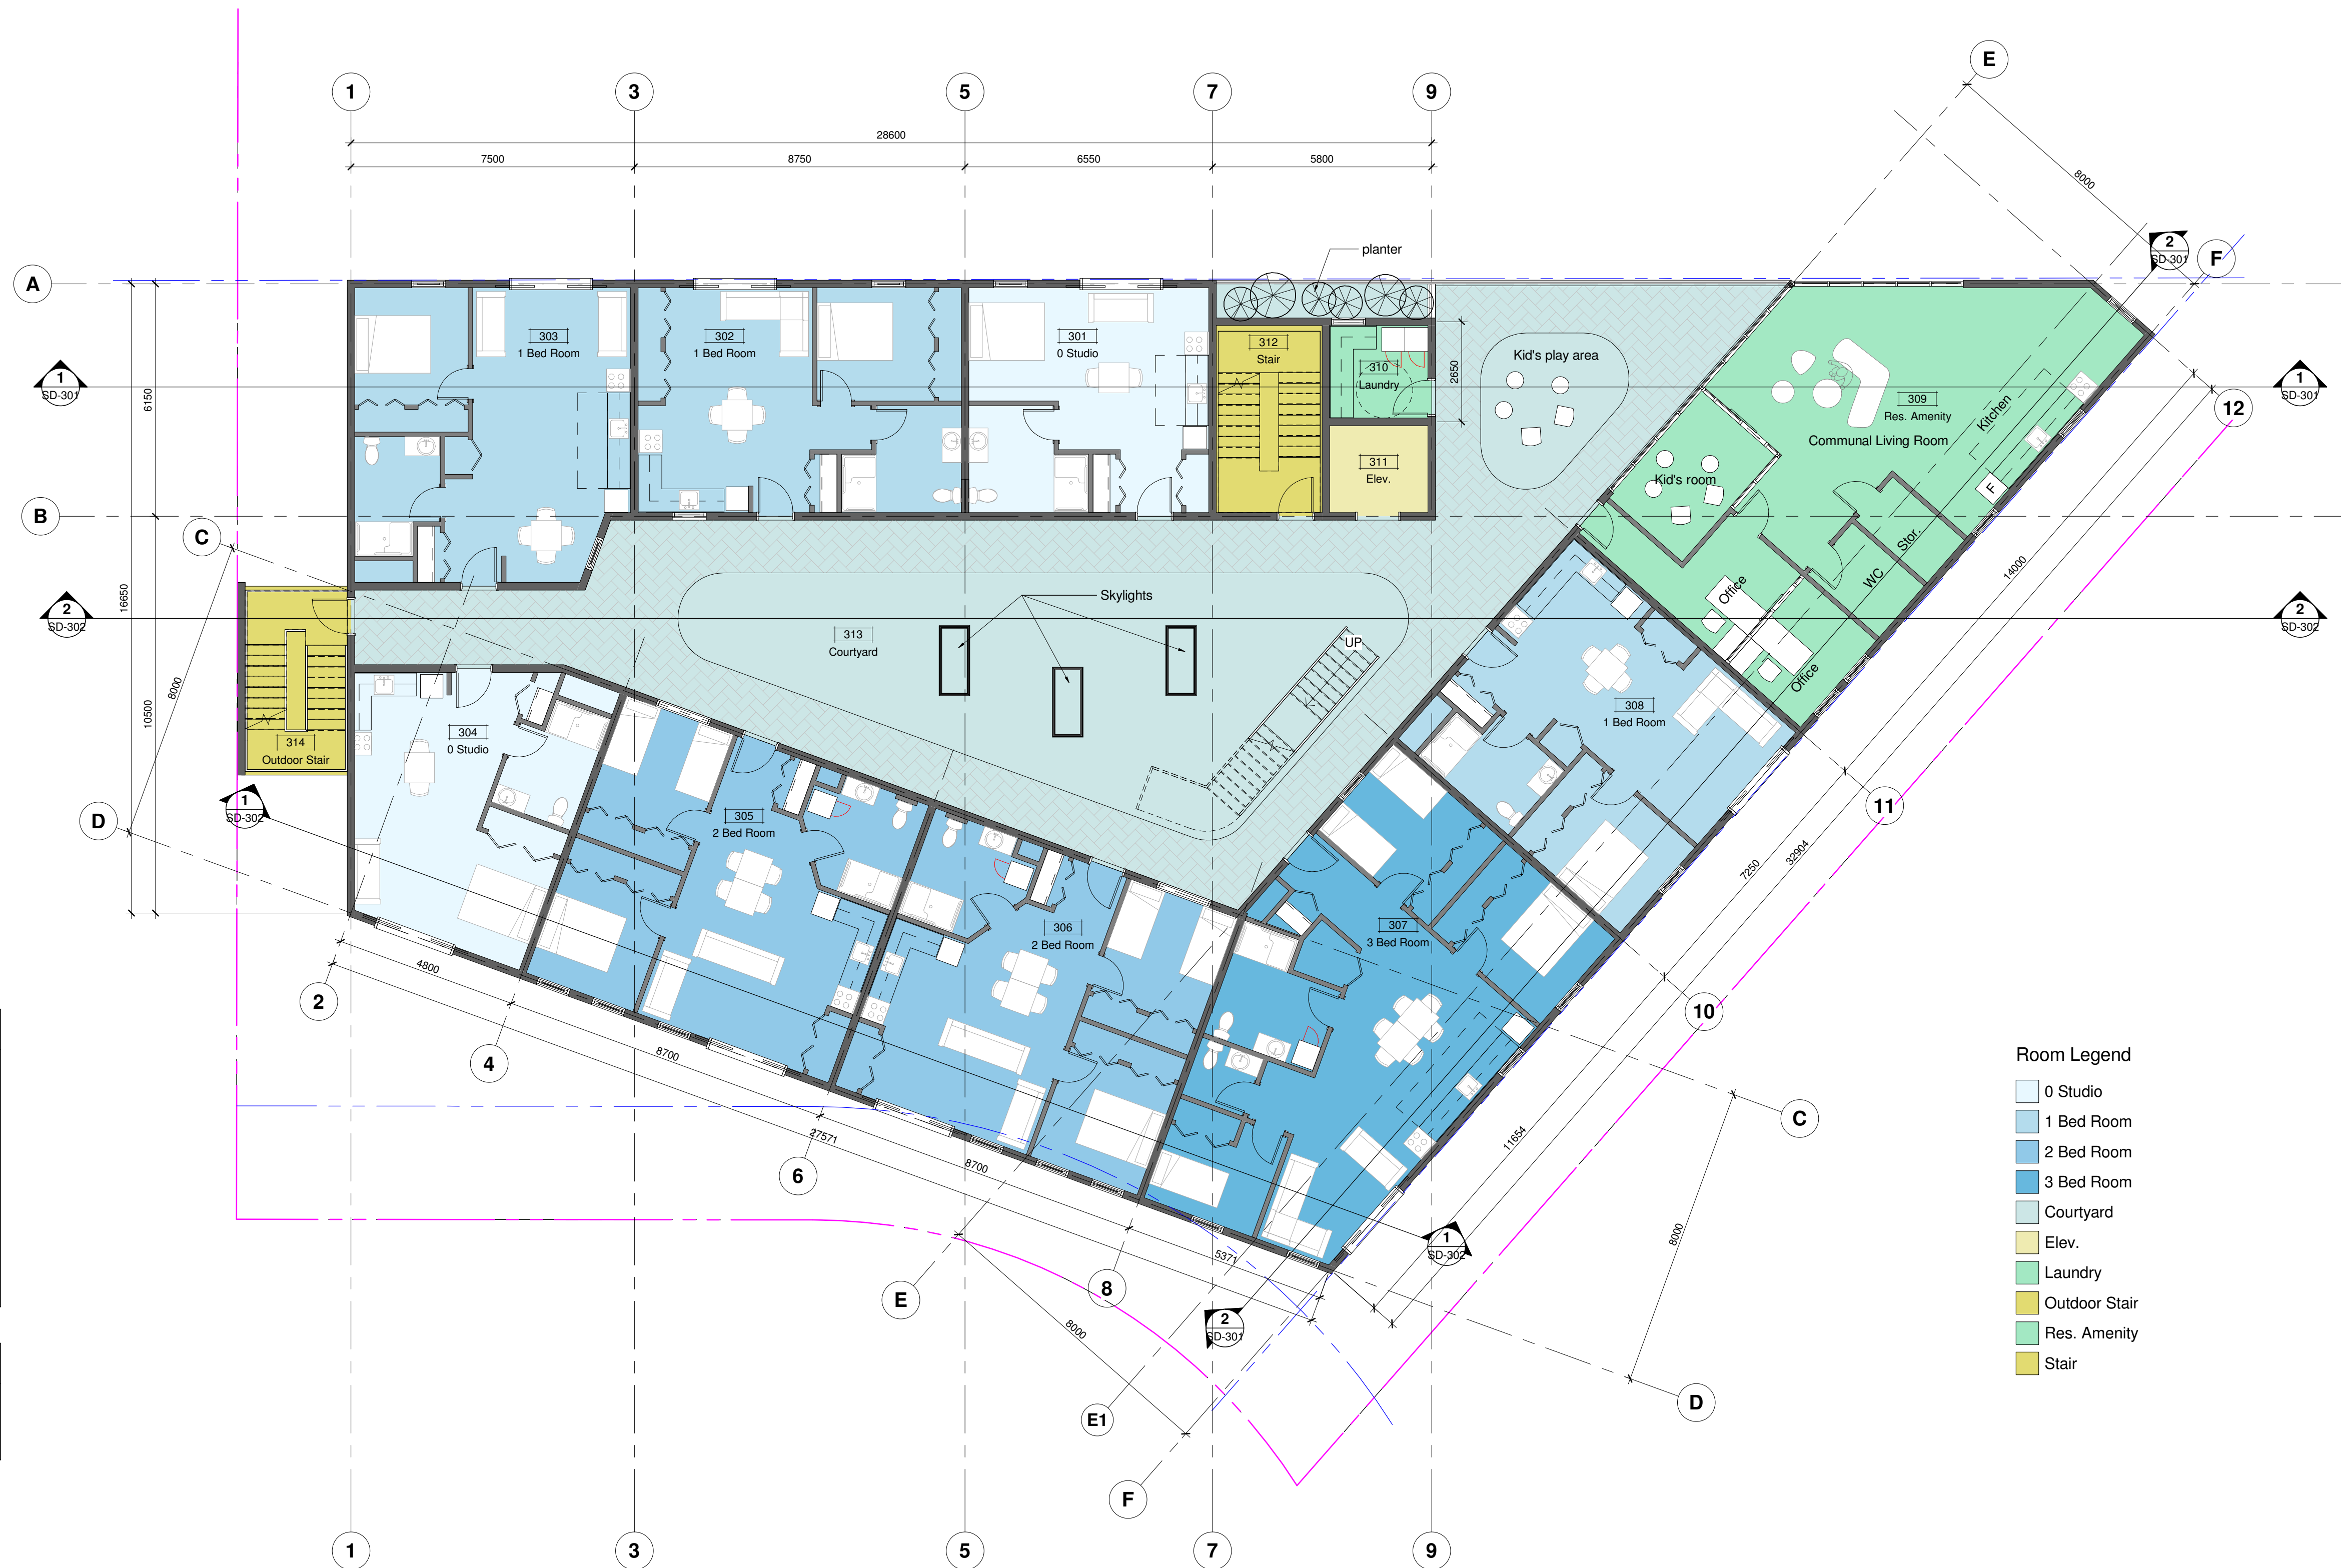 E
1
3
5
7
9
28600
7500
8750
6550
5800
8000
planter
2
SD-301
F
A
303
1 Bed Room
302
1 Bed Room
301
0 Studio
312
Stair
310
Laundry
2650
Kid's play area
1
SD-301
6150
309
Res. Amenity
Communal Living Room
Kitchen
1
SD-301
12
311
Elev.
Kid's room
F
B
C
Stor.
WC
Office
Office
14000
16650
2
SD-302
Skylights
313
Courtyard
UP
2
SD-302
8000
10500
304
0 Studio
314
Outdoor Stair
308
1 Bed Room
1
SD-302
D
305
2 Bed Room
11
7250
32904
306
2 Bed Room
307
3 Bed Room
4800
2
10
4
8700
Room Legend
0 Studio
1 Bed Room
2 Bed Room
3 Bed Room
Courtyard
Elev.
Laundry
Outdoor Stair
Res. Amenity
Stair
C
27571
11654
6
8700
8000
5371
1
SD-302
8
E
2
SD-301
8000
D
E1
F
1
3
5
7
9